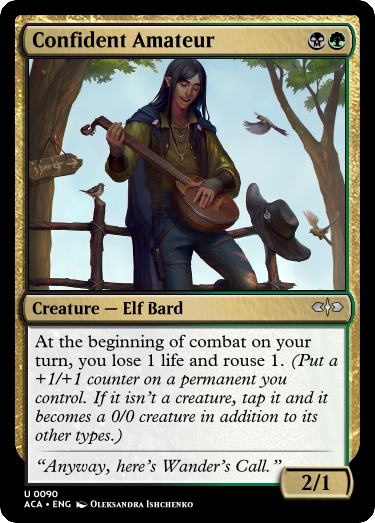 Confident Amateur
Creature — Elf Bard
At the beginning of combat on your
turn, you lose 1 life and rouse 1. (Put a
+1/+1 counter on a permanent you
control. If it isn't a creature, tap it and it
becomes a 0/0 creature in addition to its
other types.)
“Anyway, here's Wander's Call.”
2/1
U 0090
ACA • ENG OLEKSANDRA ISHCHENKO